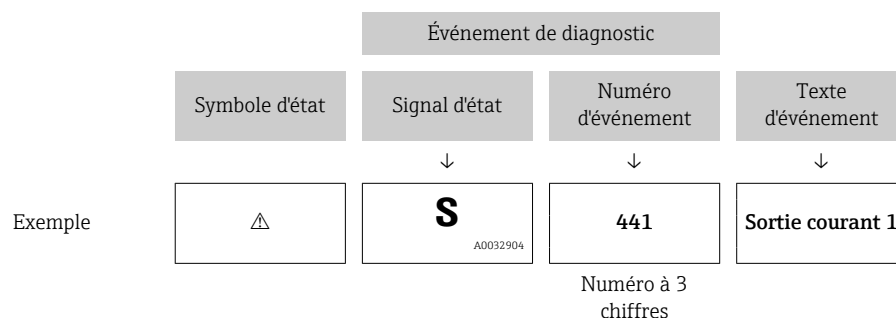 Événement de diagnostic
Symbole d'état
Signal d'état
Numéro
d'événement
Texte
d'événement
↓
↓
↓
Exemple
⚠
S
A0032904
441
Sortie courant 1
Numéro à 3
chiffres